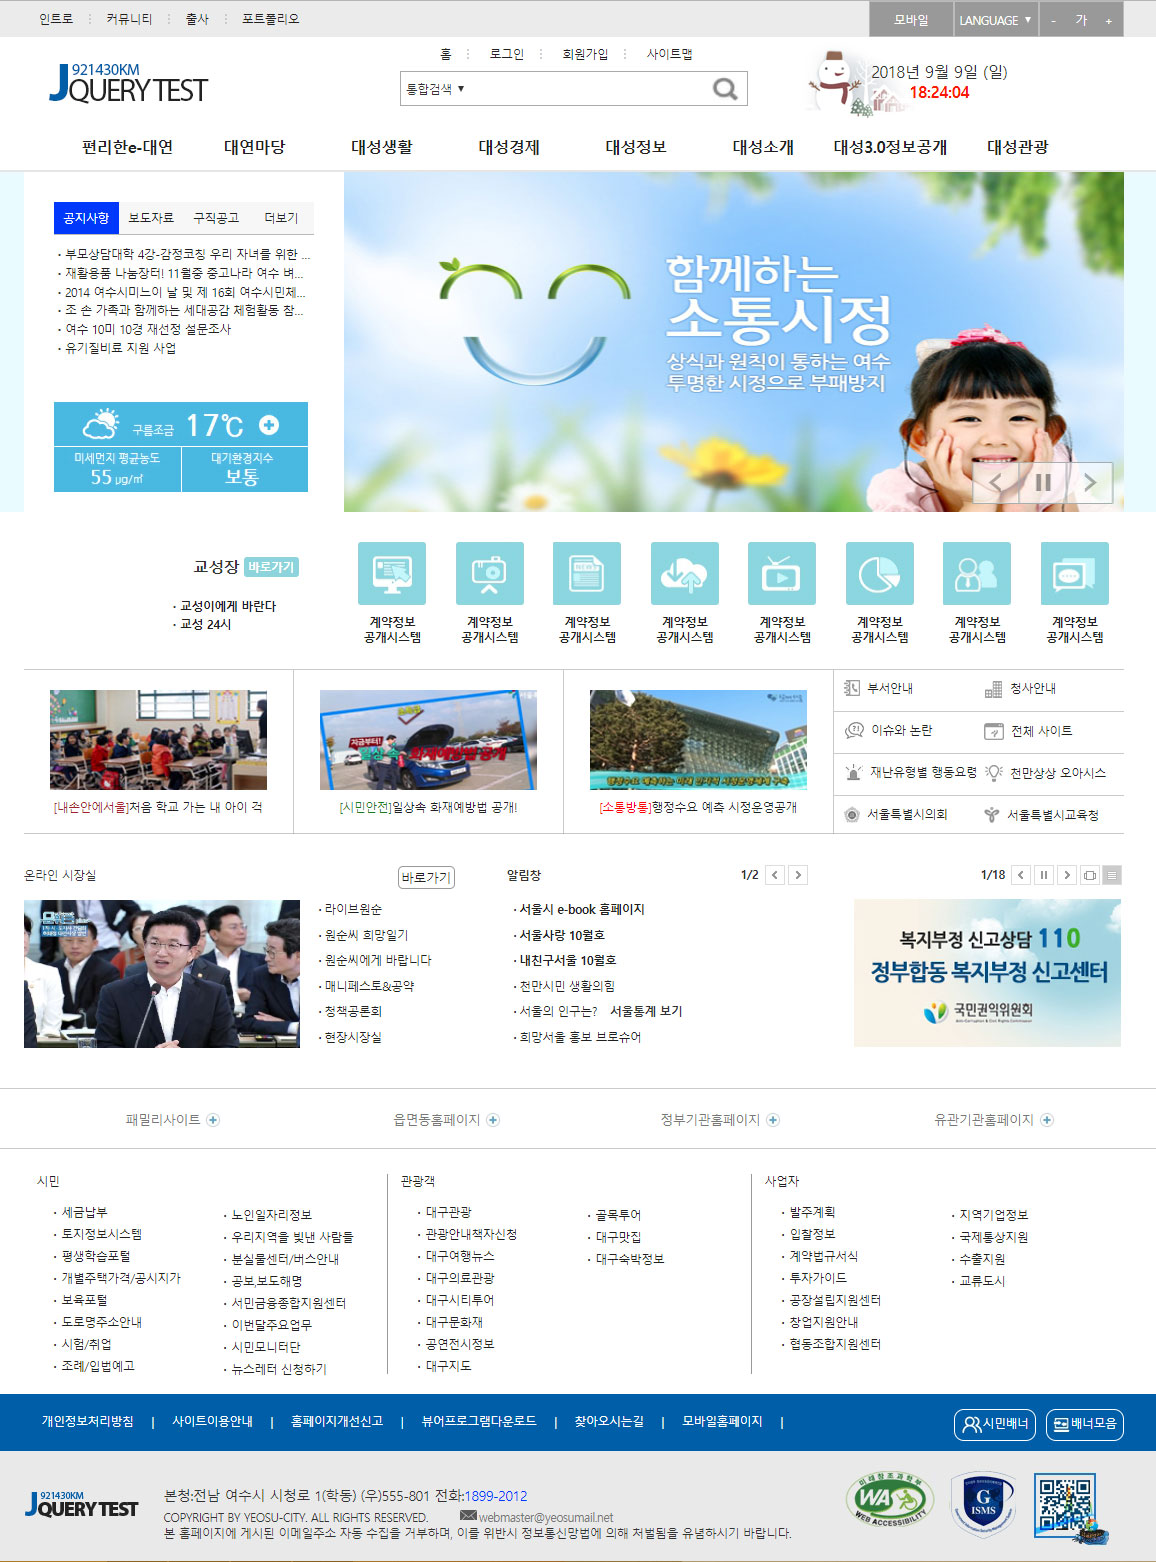 인트로 커뮤니티 출사 포트폴리오 모바일 LANGUAGE ▼ - 가 +
홈 로그인 회원가입 사이트맵
921430KM
JQUERY TEST
통합검색 ▼
2018년 9월 9일 (일)
18:24:04
편리한e-대연 대연마당 대성생활 대성경제 대성정보 대성소개 대성3.0정보공개 대성관광
공지사항 보도자료 구직공고 더보기
· 부모상담대학 4강-감정코칭 우리 자녀를 위한 ...
· 재활용품 나눔장터! 11월중 중고나라 여수 벼...
· 2014 여수시미느이 날 및 제 16회 여수시민체...
· 조 손 가족과 함께하는 세대공감 체험활동 참...
· 여수 10미 10경 재선정 설문조사
· 유기질비료 지원 사업
구름조금 17℃
미세먼지 평균농도 대기환경지수
55 μg/㎥ 보통
함께하는
소통시정
상식과 원칙이 통하는 여수
투명한 시정으로 부패방지
교성장 바로가기
· 교성이에게 바란다
· 교성 24시
계약정보 계약정보 계약정보 계약정보 계약정보 계약정보 계약정보 계약정보
공개시스템 공개시스템 공개시스템 공개시스템 공개시스템 공개시스템 공개시스템 공개시스템
지금부터!
일상 속 화재예방법 공개
[내손안에서울]처음 학교 가는 내 아이 걱
[시민안전]일상속 화재예방법 공개!
[소통방통]행정수요 예측 시정운영공개
부서안내 청사안내
이슈와 논란 전체 사이트
재난유형별 행동요령 천만상상 오아시스
서울특별시의회 서울특별시교육청
온라인 시장실 바로가기
· 라이브원순
· 원순씨 희망일기
· 원순씨에게 바랍니다
· 매니페스토&공약
· 청책공론회
· 현장시장실
알림창 1/2
· 서울시 e-book 홈페이지
· 서울사랑 10월호
· 내친구서울 10월호
· 천만시민 생활의힘
· 서울의 인구는? 서울통계 보기
· 희망서울 홍보 브로슈어
1/18
복지부정 신고상담 110
정부합동 복지부정 신고센터
국민권익위원회
패밀리사이트 읍면동홈페이지 정부기관홈페이지 유관기관홈페이지
시민
· 세금납부
· 토지정보시스템
· 평생학습포털
· 개별주택가격/공시지가
· 보육포털
· 도로명주소안내
· 시험/취업
· 조례/입법예고
· 노인일자리정보
· 우리지역을 빛낸 사람들
· 분실물센터/버스안내
· 공보,보도해명
· 서민금융종합지원센터
· 이번달주요업무
· 시민모니터단
· 뉴스레터 신청하기
관광객
· 대구관광
· 관광안내책자신청
· 대구여행뉴스
· 대구의료관광
· 대구시티투어
· 대구문화재
· 공연전시정보
· 대구지도
· 골목투어
· 대구맛집
· 대구숙박정보
사업자
· 발주계획
· 입찰정보
· 계약법규서식
· 투자가이드
· 공장설립지원센터
· 창업지원안내
· 협동조합지원센터
· 지역기업정보
· 국제통상지원
· 수출지원
· 교류도시
개인정보처리방침 | 사이트이용안내 | 홈페이지개선신고 | 뷰어프로그램다운로드 | 찾아오시는길 | 모바일홈페이지 | 시민배너 배너모음
921430KM
JQUERY TEST
본청:전남 여수시 시청로 1(학동) (우)555-801 전화:1899-2012
COPYRIGHT BY YEOSU-CITY. ALL RIGHTS RESERVED. webmaster@yeosumail.net
본 홈페이지에 게시된 이메일주소 자동 수집을 거부하며, 이를 위반시 정보통신망법에 의해 처벌됨을 유념하시기 바랍니다.
미래창조과학부
WA
WEB ACCESSIBILITY
G
ISMS